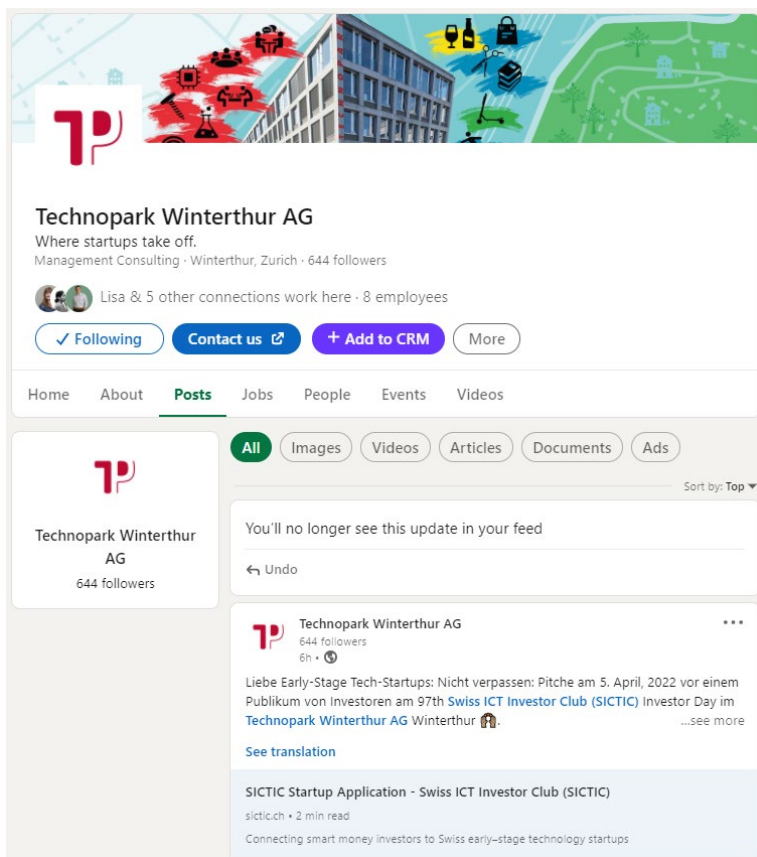 Technopark Winterthur AG
Where startups take off.
Management Consulting · Winterthur, Zurich · 644 followers
Lisa & 5 other connections work here · 8 employees
✓ Following
Contact us
+ Add to CRM
More
Home About Posts Jobs People Events Videos
All Images Videos Articles Documents Ads
Sort by: Top
Technopark Winterthur
AG
644 followers
You'll no longer see this update in your feed
Undo
Technopark Winterthur AG
644 followers
6h •
Liebe Early-Stage Tech-Startups: Nicht verpassen: Pitche am 5. April, 2022 vor einem
Publikum von Investoren am 97th Swiss ICT Investor Club (SICTIC) Investor Day im
Technopark Winterthur AG Winterthur .
...see more
See translation
SICTIC Startup Application - Swiss ICT Investor Club (SICTIC)
sictic.ch • 2 min read
Connecting smart money investors to Swiss early–stage technology startups